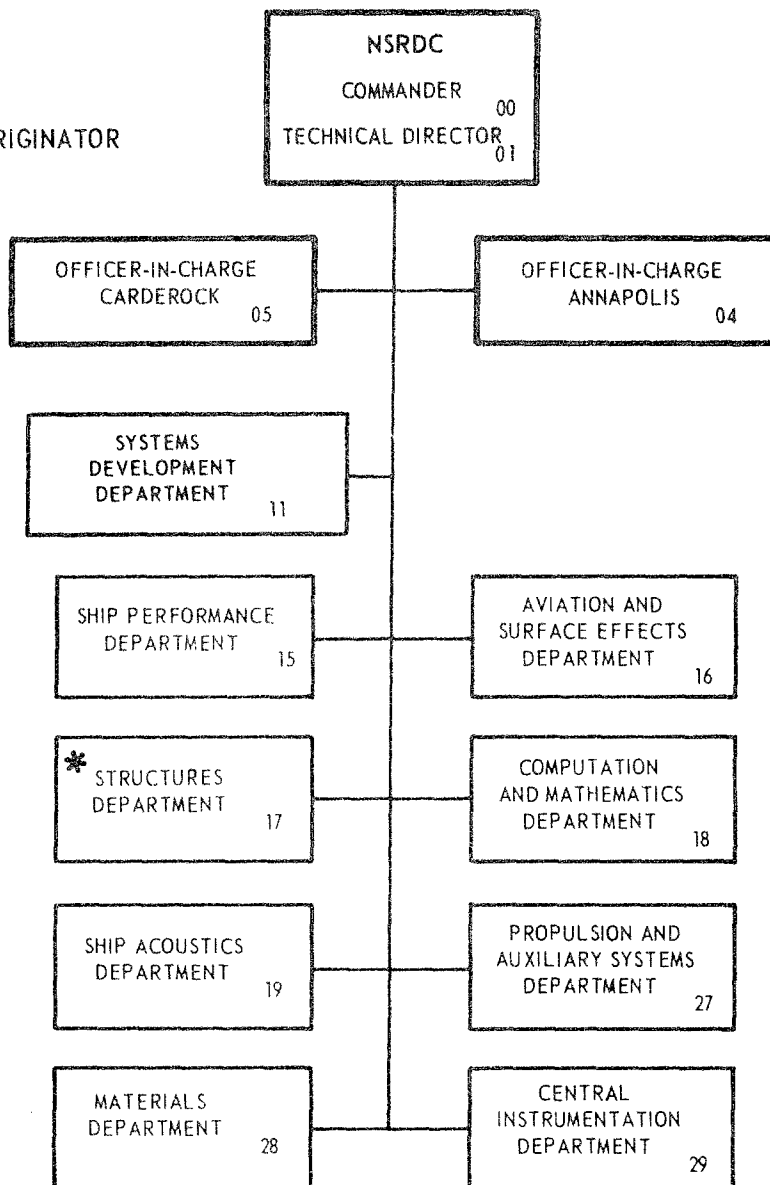 NSRDC
COMMANDER
00
TECHNICAL DIRECTOR
01
RIGINATOR
OFFICER-IN-CHARGE
CARDEROCK
05
OFFICER-IN-CHARGE
ANNAPOLIS
04
SYSTEMS
DEVELOPMENT
DEPARTMENT
11
SHIP PERFORMANCE
DEPARTMENT
15
AVIATION AND
SURFACE EFFECTS
DEPARTMENT
16
* STRUCTURES
DEPARTMENT
17
COMPUTATION
AND MATHEMATICS
DEPARTMENT
18
SHIP ACOUSTICS
DEPARTMENT
19
PROPULSION AND
AUXILIARY SYSTEMS
DEPARTMENT
27
MATERIALS
DEPARTMENT
28
CENTRAL
INSTRUMENTATION
DEPARTMENT
29